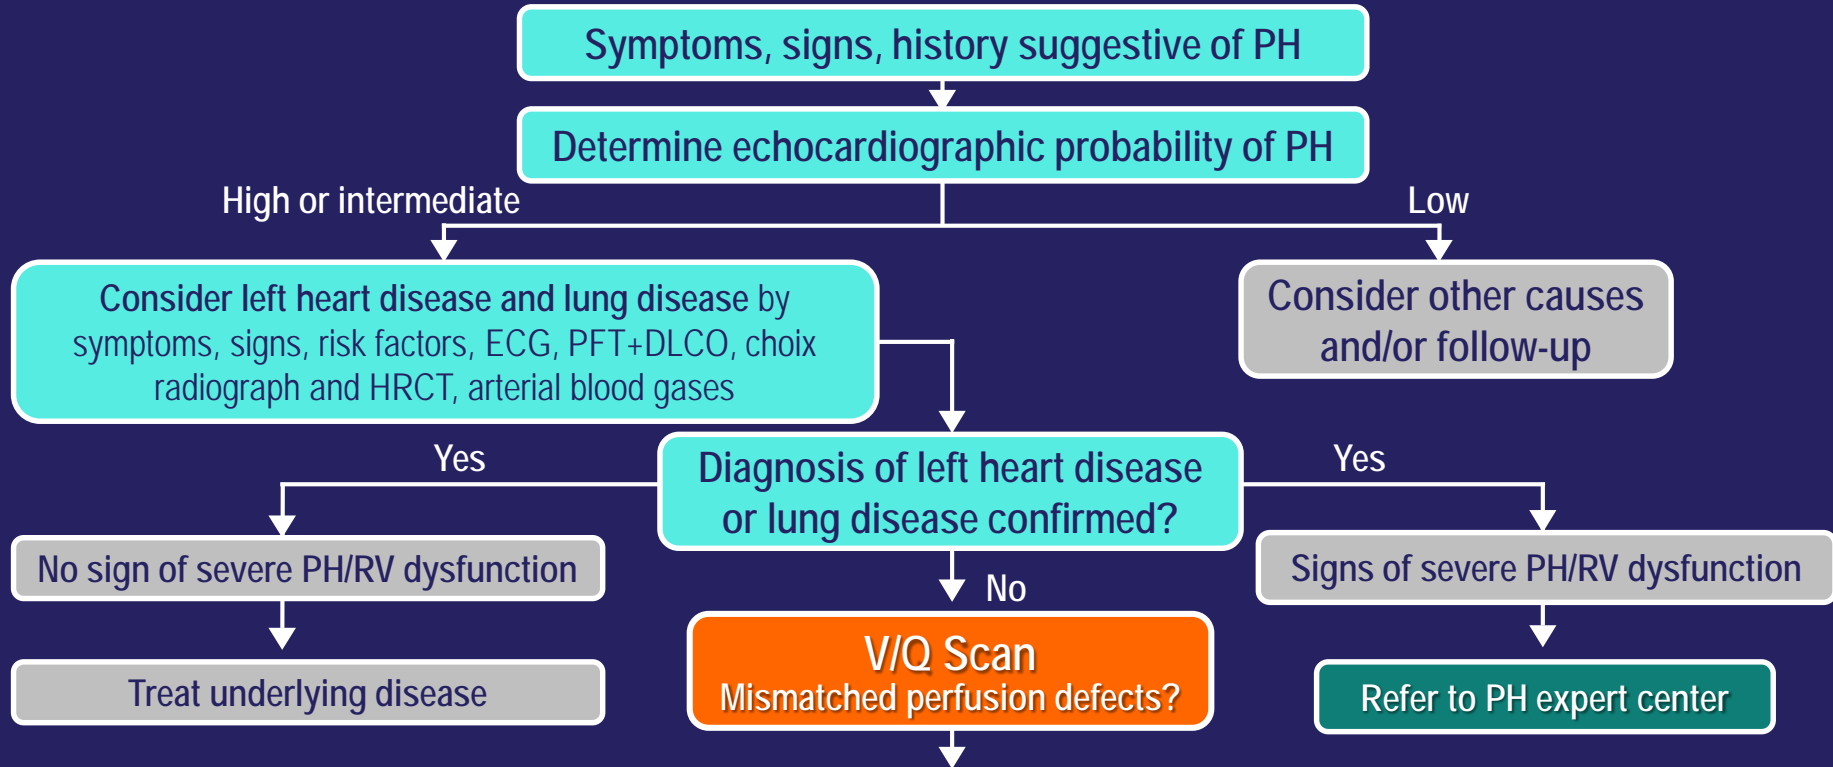 Symptoms, signs, history suggestive of PH
Determine echocardiographic probability of PH
High or intermediate
Low
Consider left heart disease and lung disease by
symptoms, signs, risk factors, ECG, PFT+DLCO, choix
radiograph and HRCT, arterial blood gases
Consider other causes
and/or follow-up
Yes
Diagnosis of left heart disease
or lung disease confirmed?
Yes
No sign of severe PH/RV dysfunction
No
Signs of severe PH/RV dysfunction
Treat underlying disease
V/Q Scan
Mismatched perfusion defects?
Refer to PH expert center